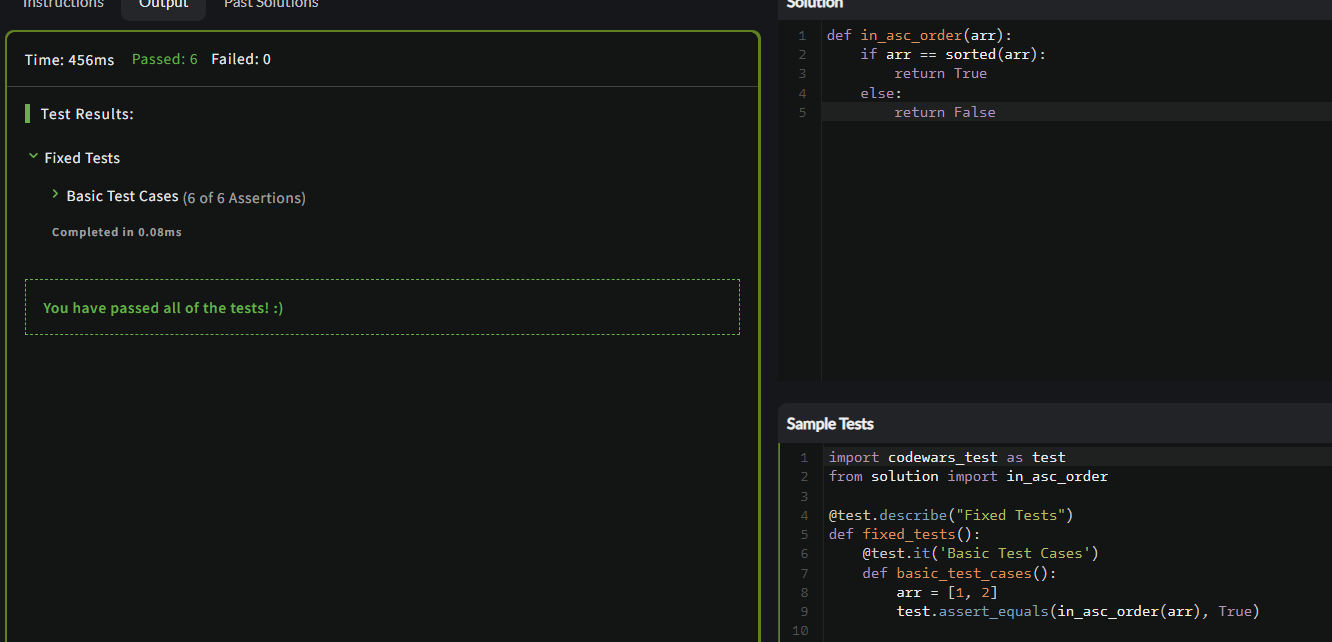 Instructions
Output
Past Solutions
Time: 456ms Passed: 6 Failed: 0
Test Results:
Fixed Tests
Basic Test Cases (6 of 6 Assertions)
Completed in 0.08ms
You have passed all of the tests! :)
Solution
1 def in_asc_order(arr):
2     if arr == sorted(arr):
3         return True
4     else:
5         return False
Sample Tests
1 import codewars_test as test
2 from solution import in_asc_order
3
4 @test.describe("Fixed Tests")
5 def fixed_tests():
6     @test.it('Basic Test Cases')
7     def basic_test_cases():
8         arr = [1, 2]
9         test.assert_equals(in_asc_order(arr), True)
10